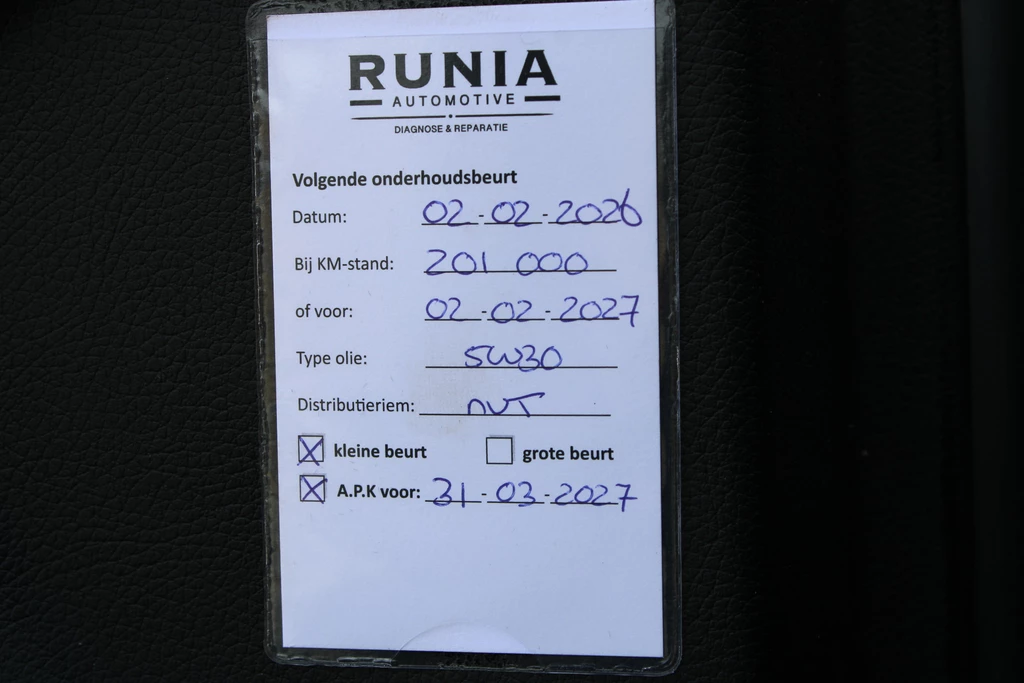 RUNIA
AUTOMOTIVE
DIAGNOSE & REPARATIE
Volgende onderhoudsbeurt
Datum: 02-02-2026
Bij KM-stand: 201 000
of voor: 02-02-2027
Type olie: 5W30
Distributieriem: nvt
kleine beurt grote beurt
A.P.K voor: 31-03-2027